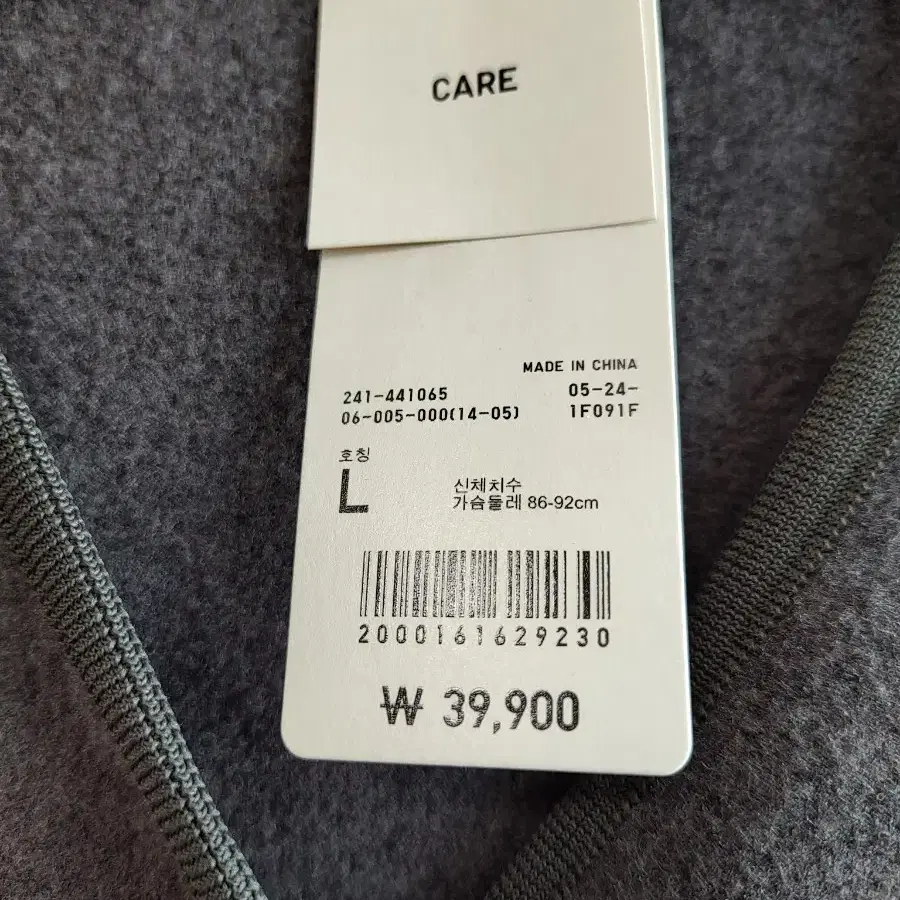 CARE
MADE IN CHINA
241-441065 05-24-
06-005-000(14-05) 1F091F
호칭
L 신체치수
가슴둘레 86-92cm
2000161629230
₩ 39,900